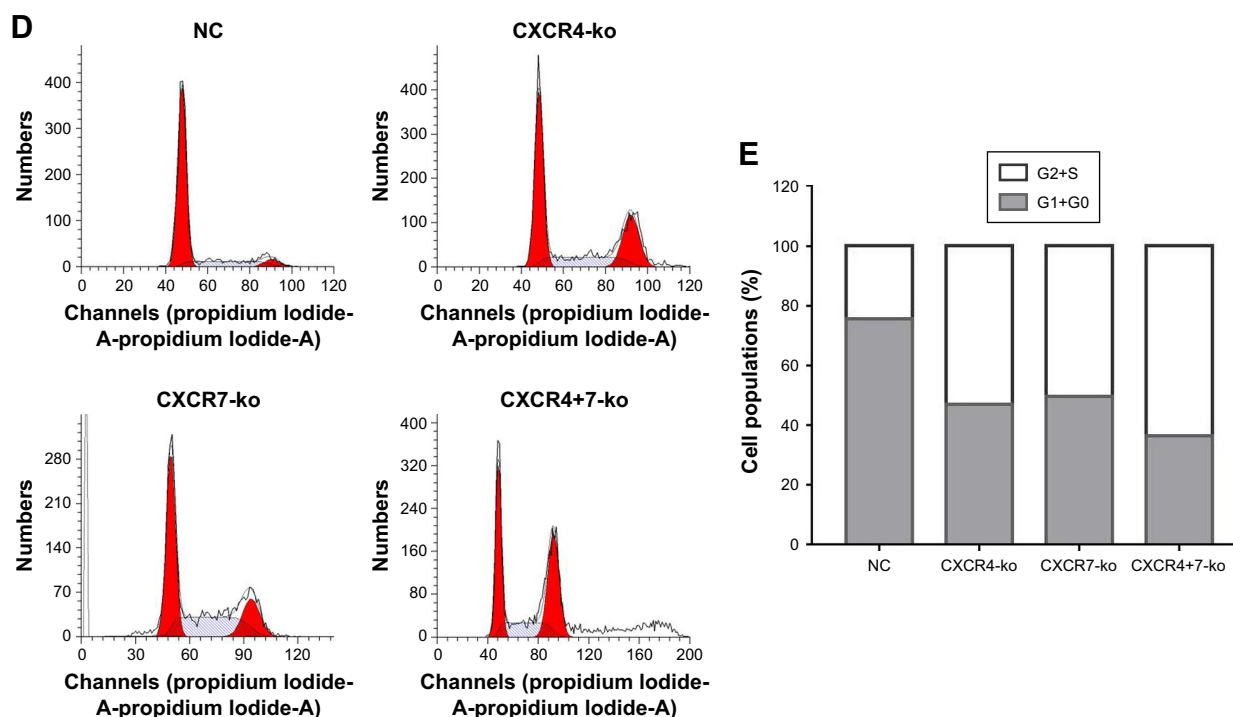 D
NC
Numbers
400
300
200
100
0
0 20 40 60 80 100 120
Channels (propidium Iodide-
A-propidium Iodide-A)
CXCR4-ko
Numbers
400
300
200
100
0
0 20 40 60 80 100 120
Channels (propidium Iodide-
A-propidium Iodide-A)
CXCR7-ko
Numbers
280
210
140
70
0
0 30 60 90 120
Channels (propidium Iodide-
A-propidium Iodide-A)
CXCR4+7-ko
Numbers
400
320
240
160
80
0
0 40 80 120 160 200
Channels (propidium Iodide-
A-propidium Iodide-A)
E
G2+S
G1+G0
Cell populations (%)
120
100
80
60
40
20
0
NC CXCR4-ko CXCR7-ko CXCR4+7-ko